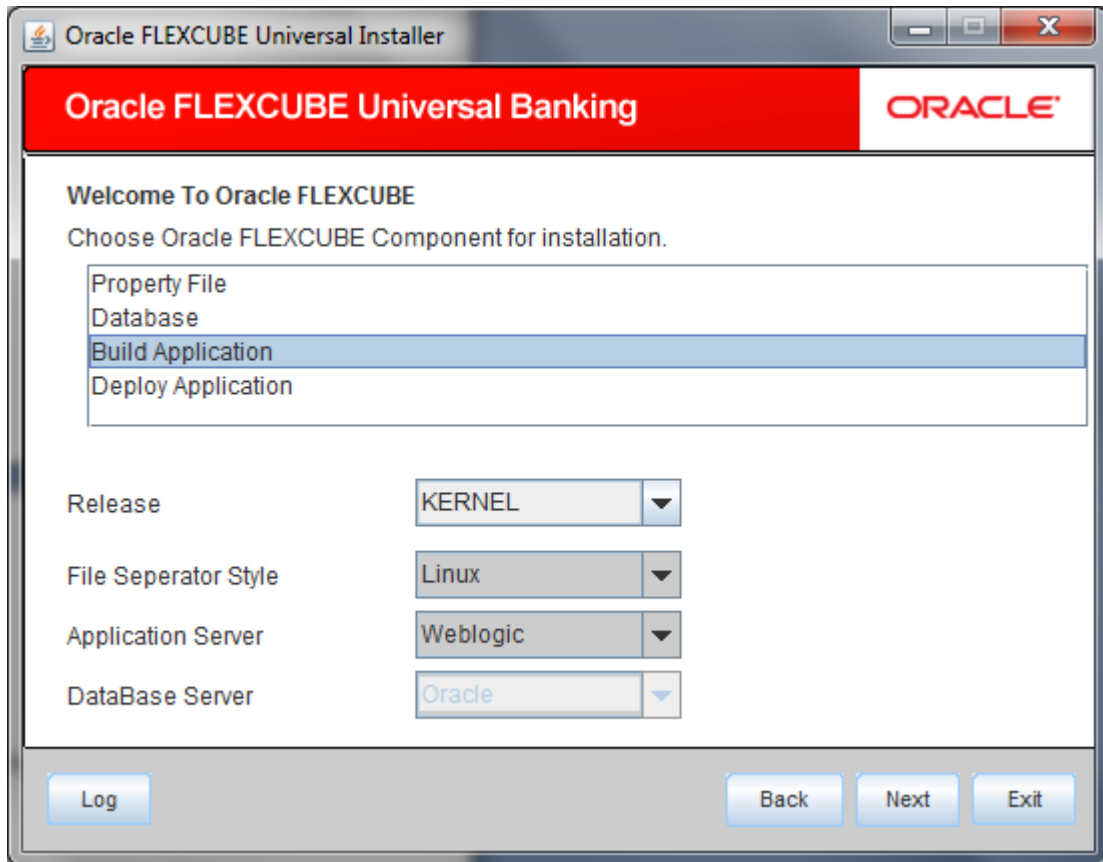 Oracle FLEXCUBE Universal Installer
Oracle FLEXCUBE Universal Banking
ORACLE
Welcome To Oracle FLEXCUBE
Choose Oracle FLEXCUBE Component for installation.
Property File
Database
Build Application
Deploy Application
Release KERNEL
File Seperator Style Linux
Application Server Weblogic
DataBase Server Oracle
Log Back Next Exit